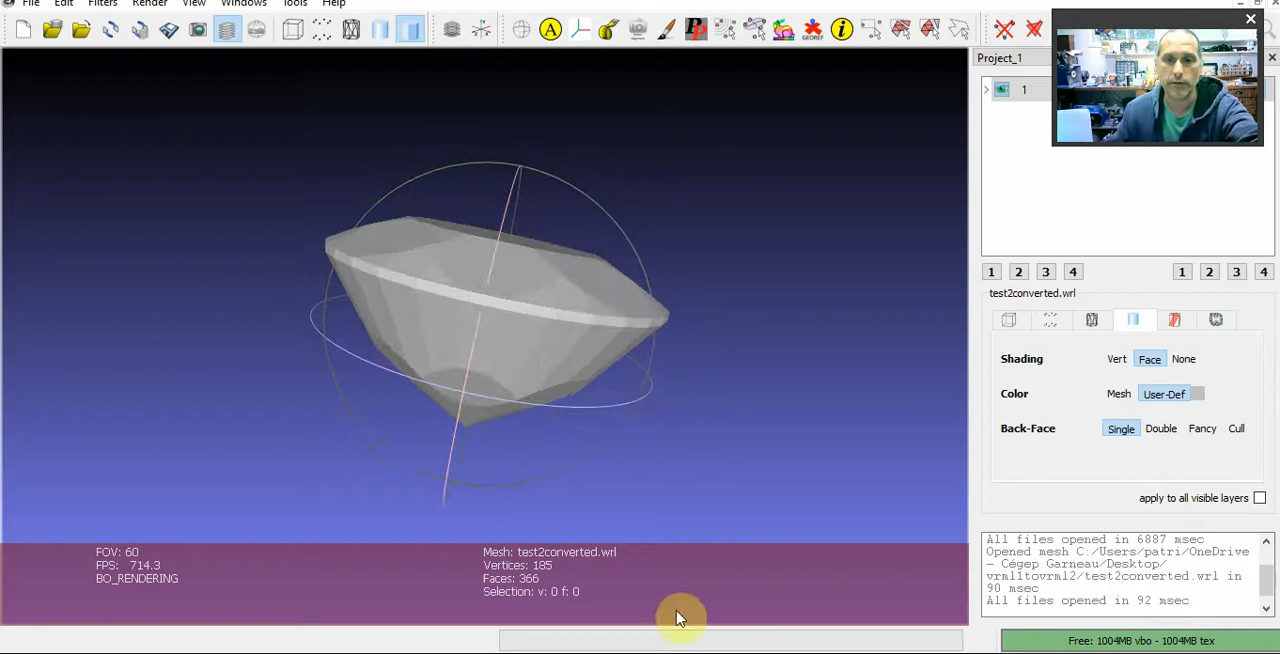 File Edit Filters Render View Windows Tools Help
A
i
GEOREF
Project_1
1
1 2 3 4 1 2 3 4
test2converted.wrl
Shading Vert Face None
Color Mesh User-Def
Back-Face Single Double Fancy Cull
apply to all visible layers
All files opened in 6887 msec
Opened mesh C:/Users/patri/OneDrive
– Cégep Garneau/Desktop/
vrml1tovrml2/test2converted.wrl in
90 msec
All files opened in 92 msec
FOV: 60
FPS: 714.3
BO_RENDERING
Mesh: test2converted.wrl
Vertices: 185
Faces: 366
Selection: v: 0 f: 0
Free: 1004MB vbo - 1004MB tex